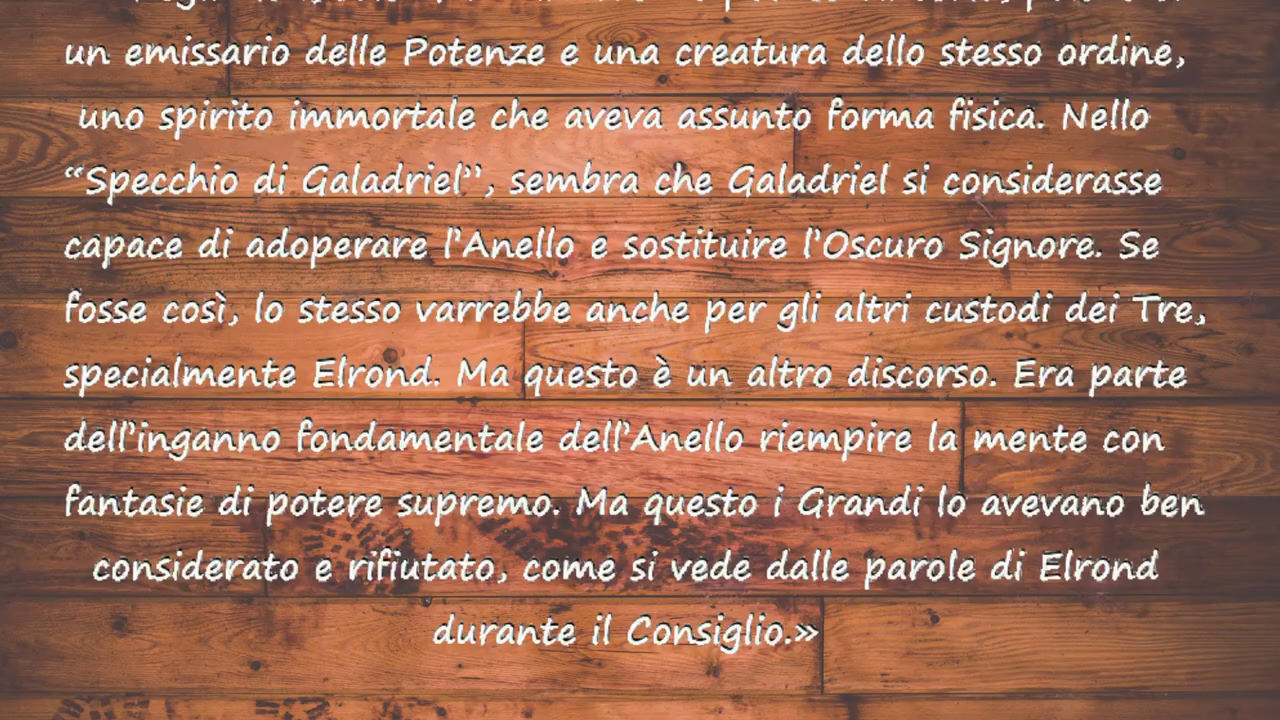 un emissario delle Potenze e una creatura dello stesso ordine,
uno spirito immortale che aveva assunto forma fisica. Nello
“Specchio di Galadriel”, sembra che Galadriel si considerasse
capace di adoperare l’Anello e sostituire l’Oscuro Signore. Se
fosse così, lo stesso varrebbe anche per gli altri custodi dei Tre,
specialmente Elrond. Ma questo è un altro discorso. Era parte
dell’inganno fondamentale dell’Anello riempire la mente con
fantasie di potere supremo. Ma questo i Grandi lo avevano ben
considerato e rifiutato, come si vede dalle parole di Elrond
durante il Consiglio.»